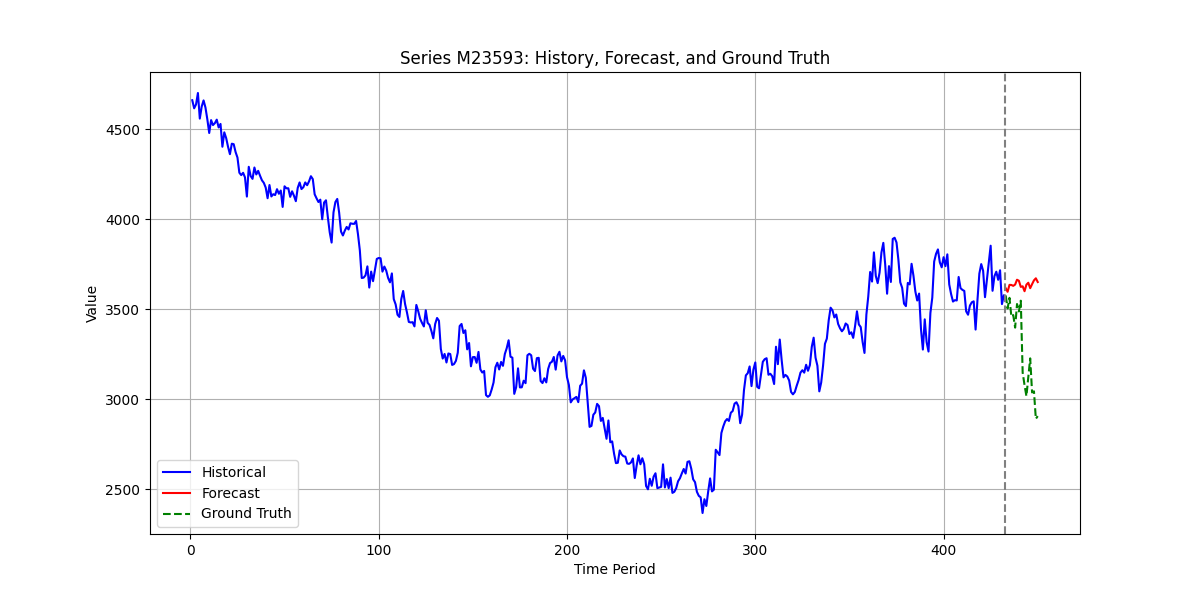 Series M23593: History, Forecast, and Ground Truth
Value
4500
4000
3500
3000
2500
Historical
Forecast
Ground Truth
0
100
200
300
400
Time Period